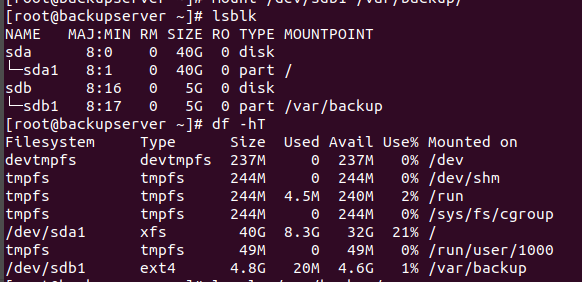 [root@backupserver ~]# mount /dev/sdb1 /var/backup/
[root@backupserver ~]# lsblk
NAME   MAJ:MIN RM SIZE RO TYPE MOUNTPOINT
sda      8:0    0  40G  0 disk
└─sda1   8:1    0  40G  0 part /
sdb      8:16   0   5G  0 disk
└─sdb1   8:17   0   5G  0 part /var/backup
[root@backupserver ~]# df -hT
Filesystem     Type      Size  Used Avail Use% Mounted on
devtmpfs       devtmpfs  237M     0  237M   0% /dev
tmpfs          tmpfs     244M     0  244M   0% /dev/shm
tmpfs          tmpfs     244M  4.5M  240M   2% /run
tmpfs          tmpfs     244M     0  244M   0% /sys/fs/cgroup
/dev/sda1      xfs        40G  8.3G   32G  21% /
tmpfs          tmpfs      49M     0   49M   0% /run/user/1000
/dev/sdb1      ext4      4.8G   20M  4.6G   1% /var/backup